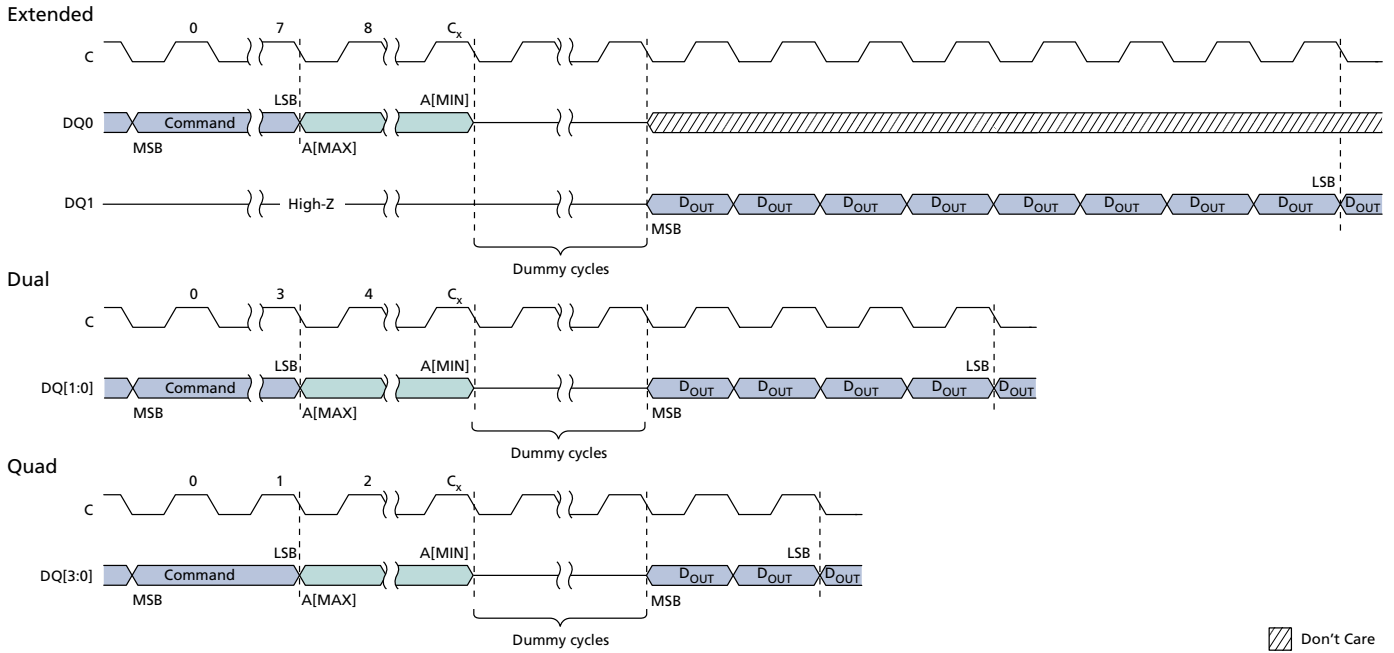 Extended
0 7 8 Cx
C
LSB A[MIN]
DQ0 Command
MSB A[MAX]
LSB
DQ1 High-Z DOUT DOUT DOUT DOUT DOUT DOUT DOUT DOUT DOUT
MSB
Dummy cycles
Dual
0 3 4 Cx
C
LSB A[MIN] LSB
DQ[1:0] Command DOUT DOUT DOUT DOUT DOUT
MSB A[MAX] MSB
Dummy cycles
Quad
0 1 2 Cx
C
LSB A[MIN] LSB
DQ[3:0] Command DOUT DOUT DOUT
MSB A[MAX] MSB
Dummy cycles
Don't Care